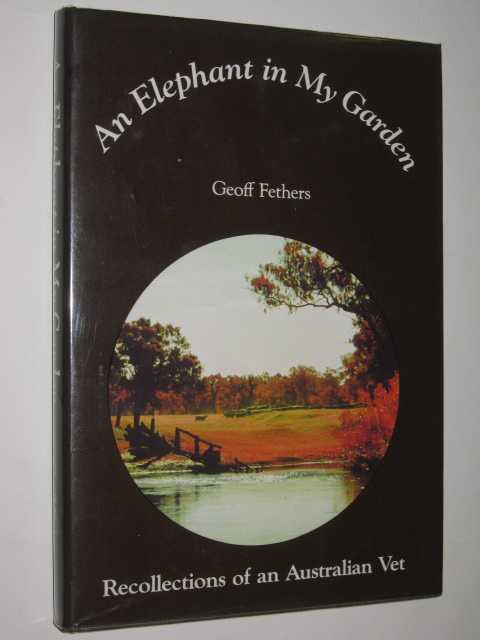 An Elephant in My Garden
Geoff Fethers
Recollections of an Australian Vet